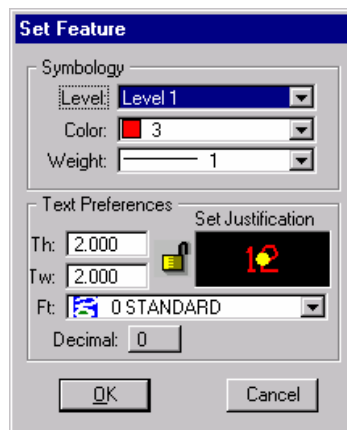 Set Feature
Symbology
Level: Level 1
Color: 3
Weight: 1
Text Preferences
Set Justification
Th: 2.000
12
Tw: 2.000
Ft: 0 STANDARD
Decimal: 0
OK Cancel